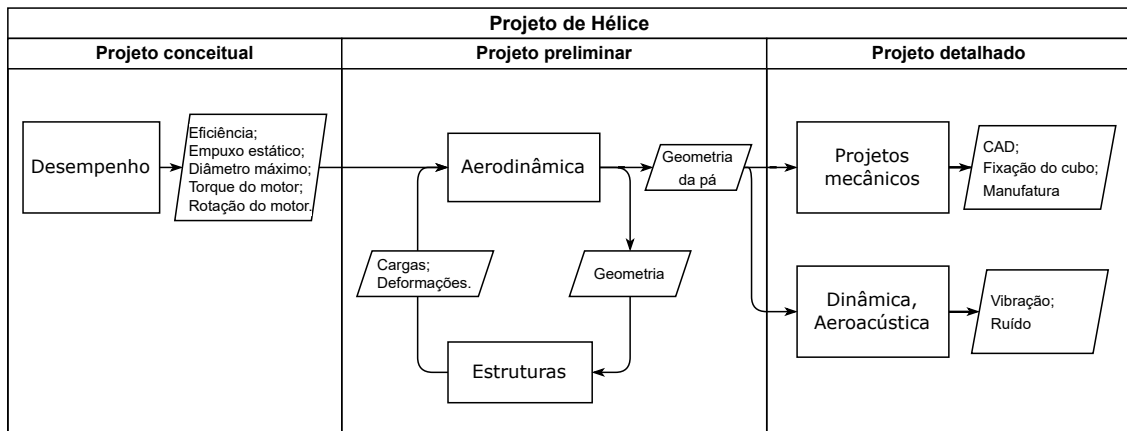 Projeto de Hélice
Projeto conceitual
Projeto preliminar
Projeto detalhado
Desempenho
Eficiência;
Empuxo estático;
Diâmetro máximo;
Torque do motor;
Rotação do motor.
Aerodinâmica
Geometria
da pá
Cargas;
Deformações.
Geometria
Estruturas
Projetos
mecânicos
CAD;
Fixação do cubo;
Manufatura
Dinâmica,
Aeroacústica
Vibração;
Ruído